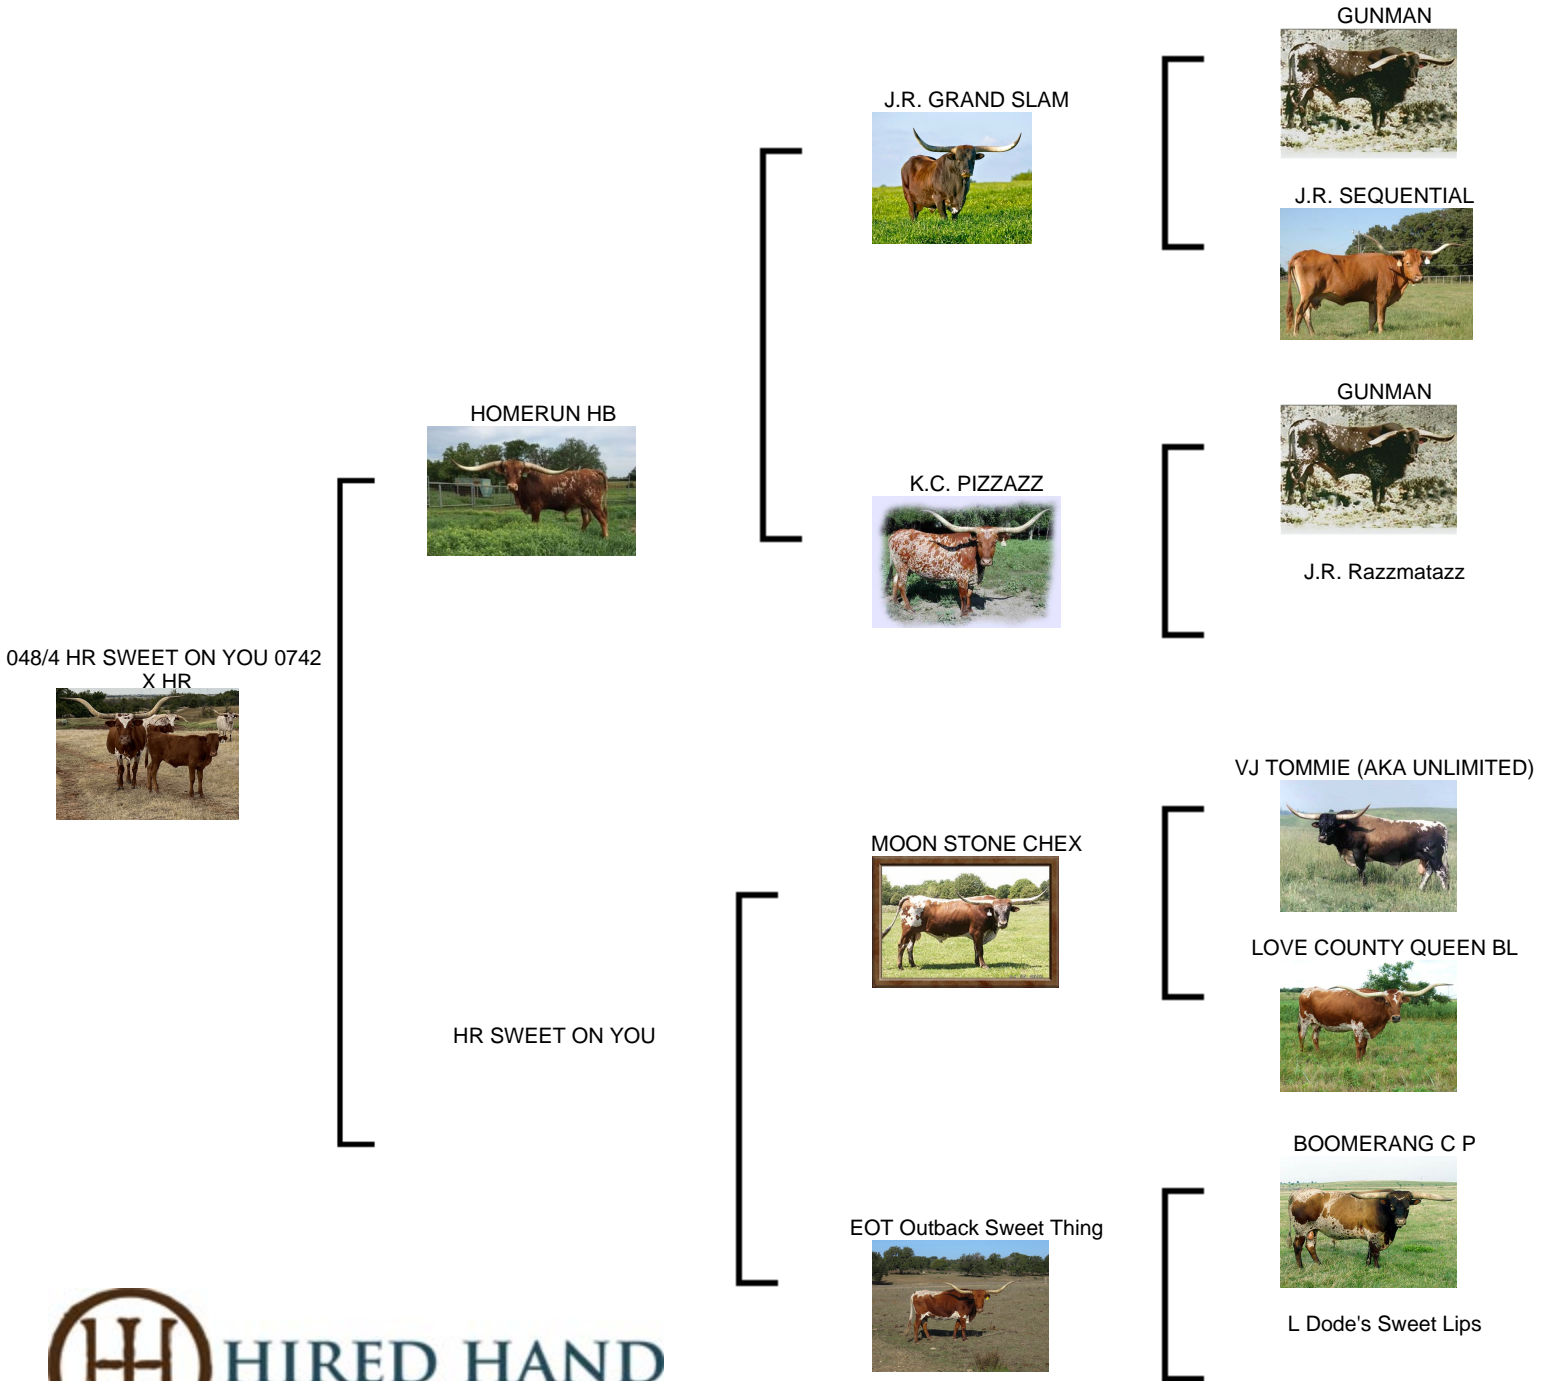 GUNMAN
J.R. GRAND SLAM
J.R. SEQUENTIAL
HOMERUN HB
GUNMAN
K.C. PIZZAZZ
J.R. Razzmatazz
048/4 HR SWEET ON YOU 0742
X HR
VJ TOMMIE (AKA UNLIMITED)
MOON STONE CHEX
LOVE COUNTY QUEEN BL
HR SWEET ON YOU
BOOMERANG C P
EOT Outback Sweet Thing
L Dode's Sweet Lips
HIRED HAND